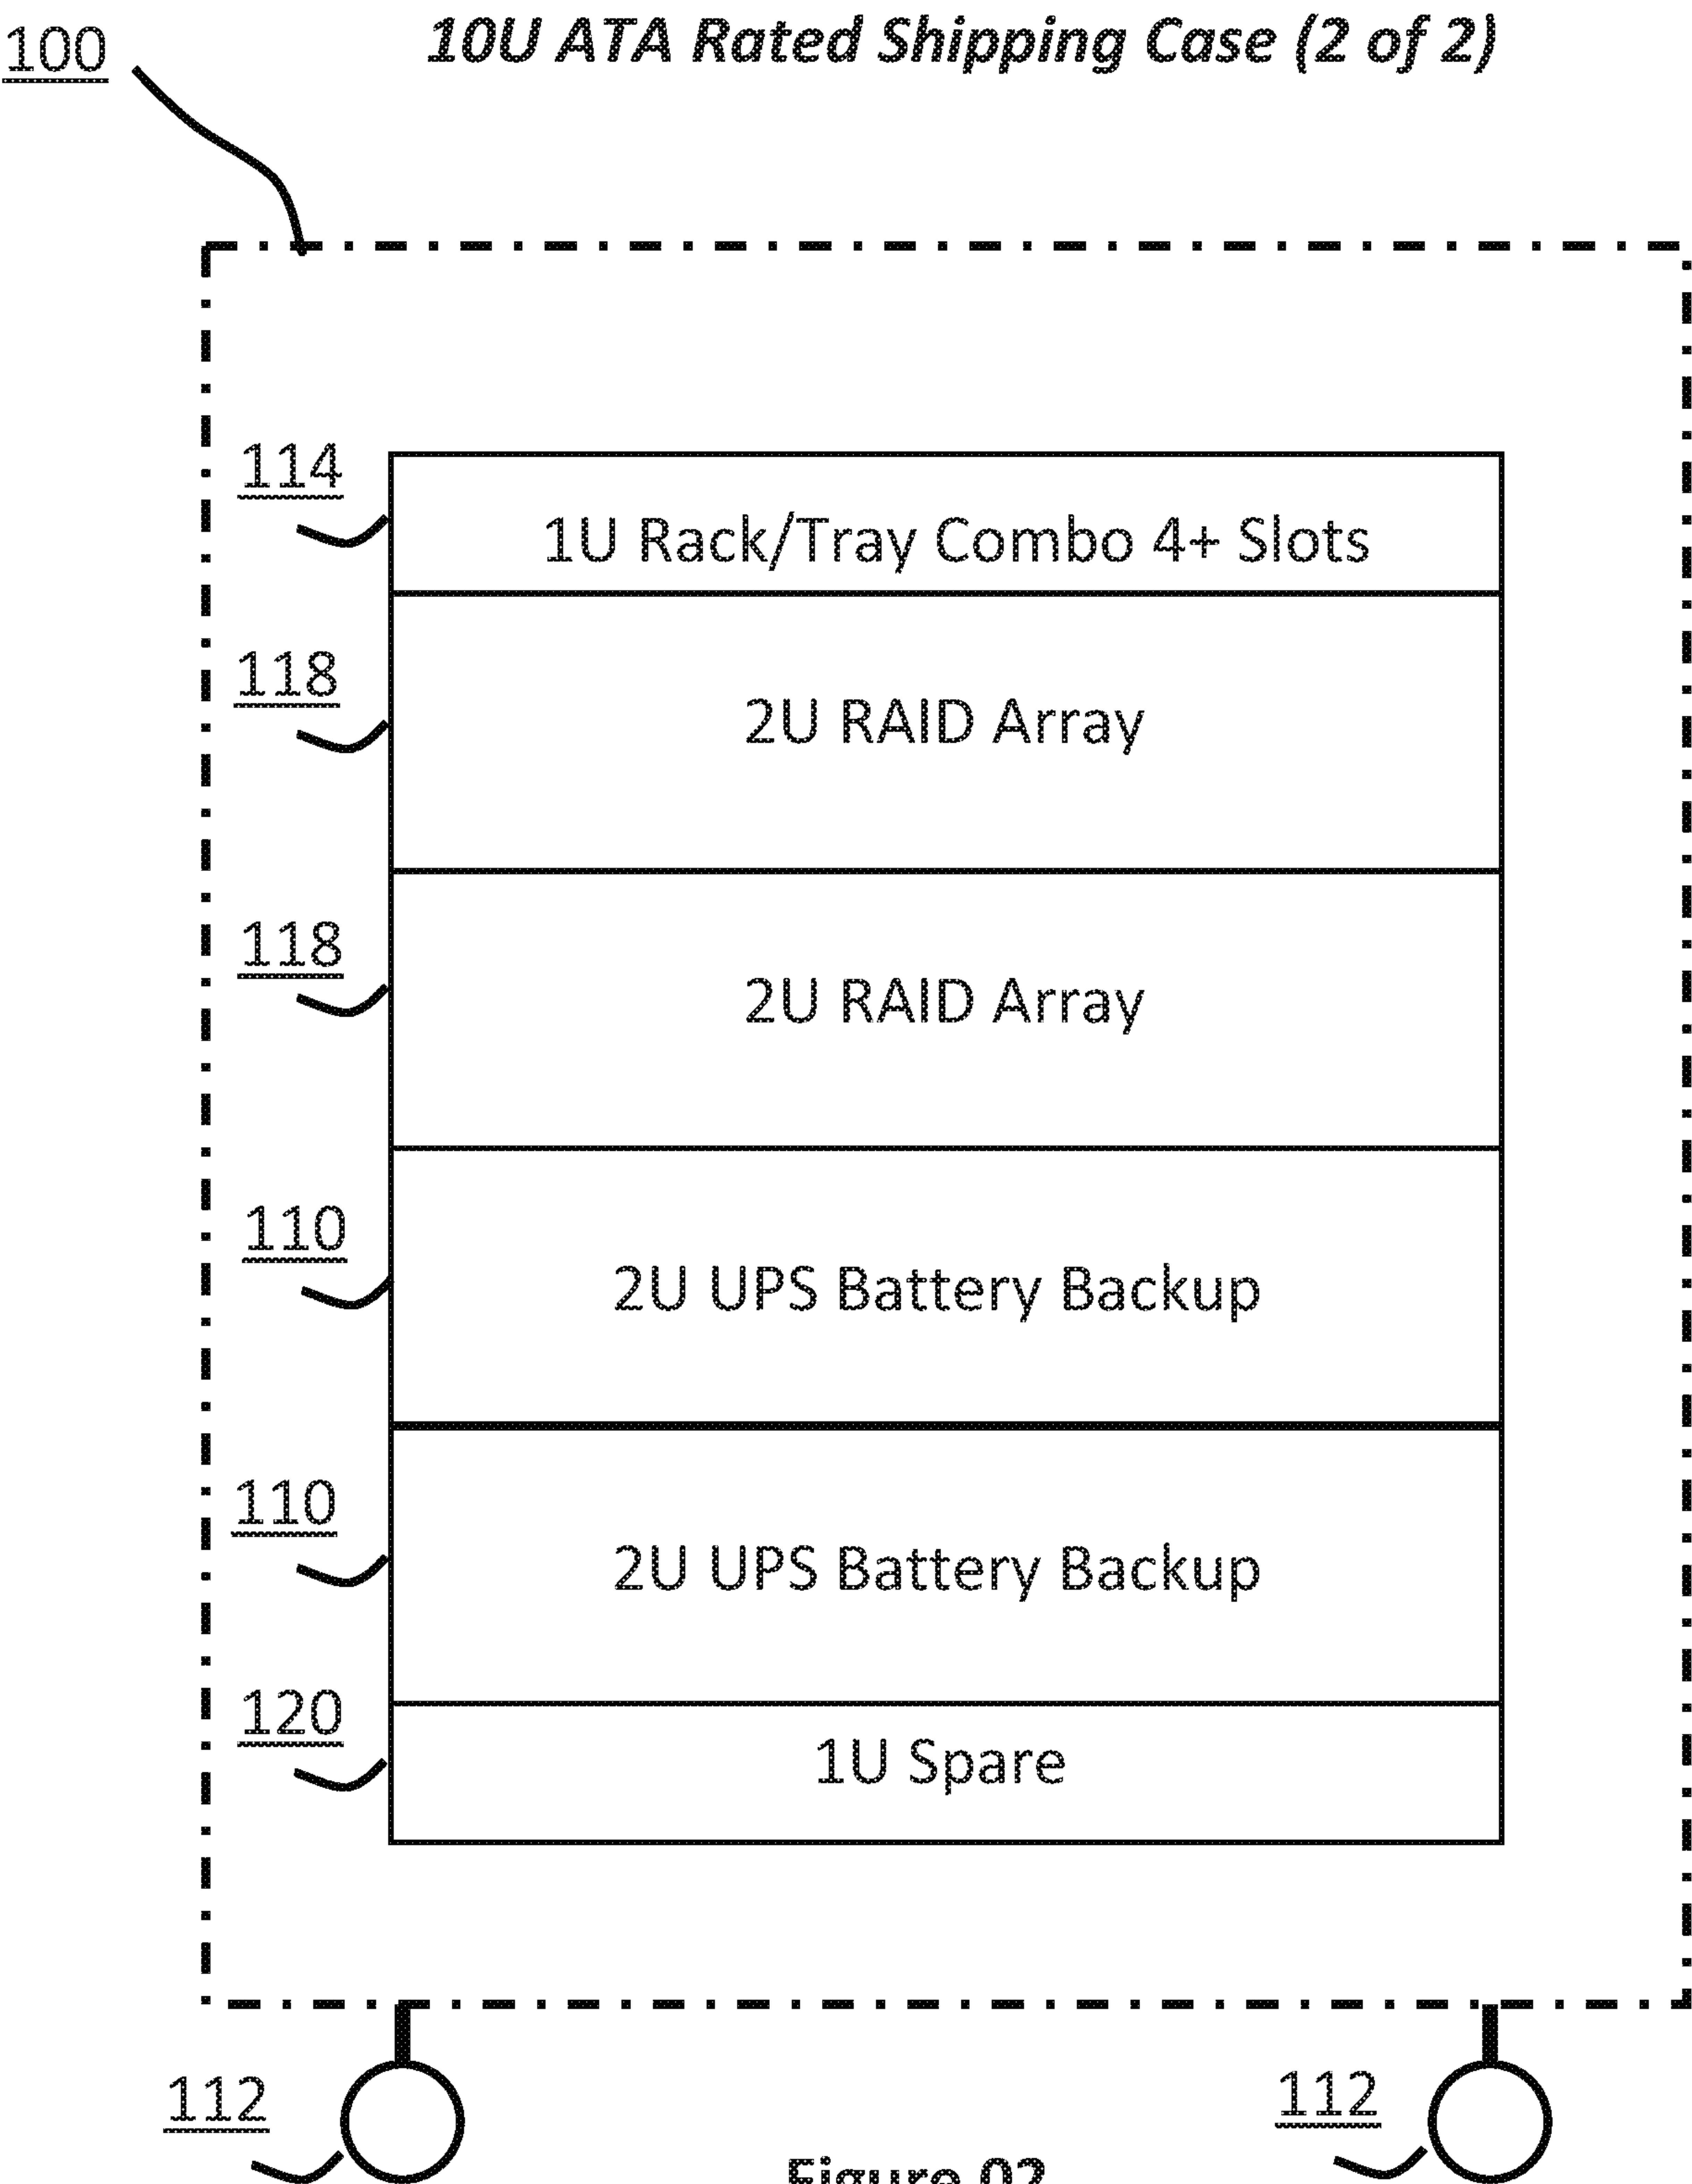 10U ATA Rated Shipping Case (2 of 2)
100
114
1U Rack/Tray Combo 4+ Slots
118
2U RAID Array
118
2U RAID Array
110
2U UPS Battery Backup
110
2U UPS Battery Backup
120
1U Spare
112
112
Figure 02